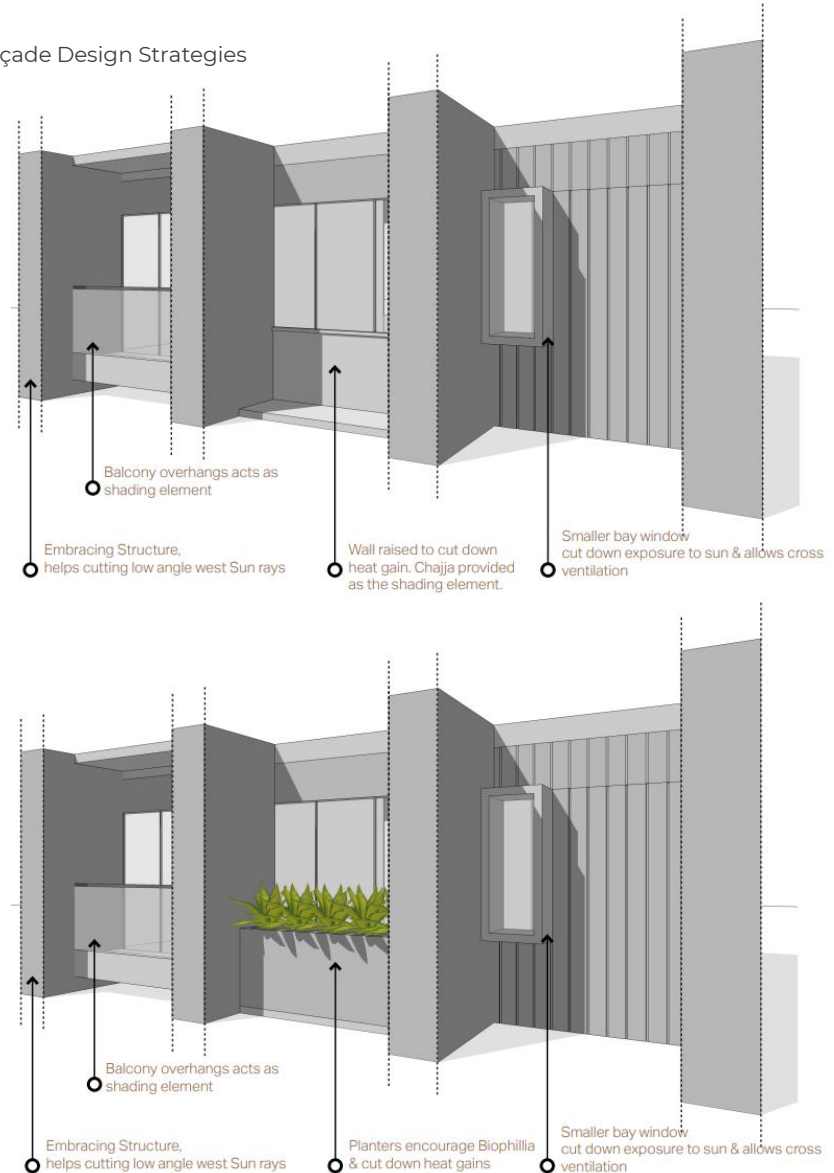 çade Design Strategies
Balcony overhangs acts as
shading element
Embracing Structure,
helps cutting low angle west Sun rays
Wall raised to cut down
heat gain. Chajja provided
as the shading element.
Smaller bay window
cut down exposure to sun & allows cross
ventilation
Balcony overhangs acts as
shading element
Embracing Structure,
helps cutting low angle west Sun rays
Planters encourage Biophillia
& cut down heat gains
Smaller bay window
cut down exposure to sun & allows cross
ventilation